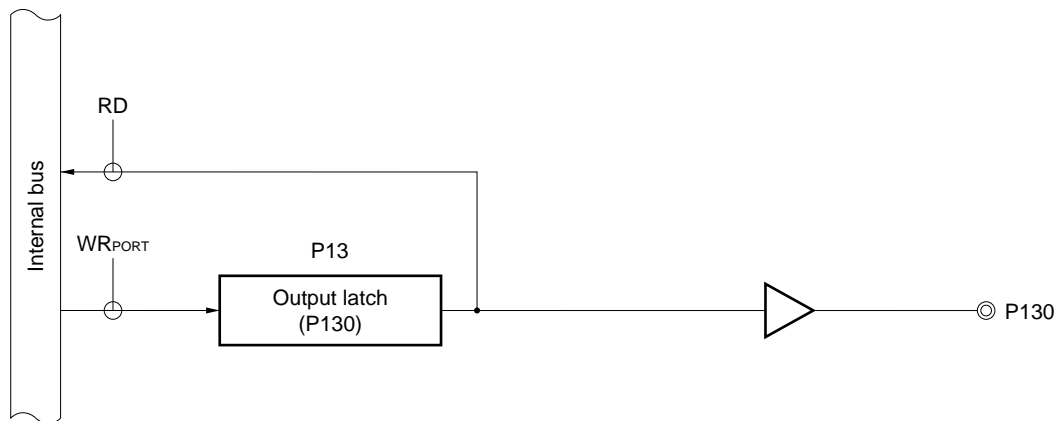 RD
Internal bus
WRPORT
P13
Output latch
(P130)
P130